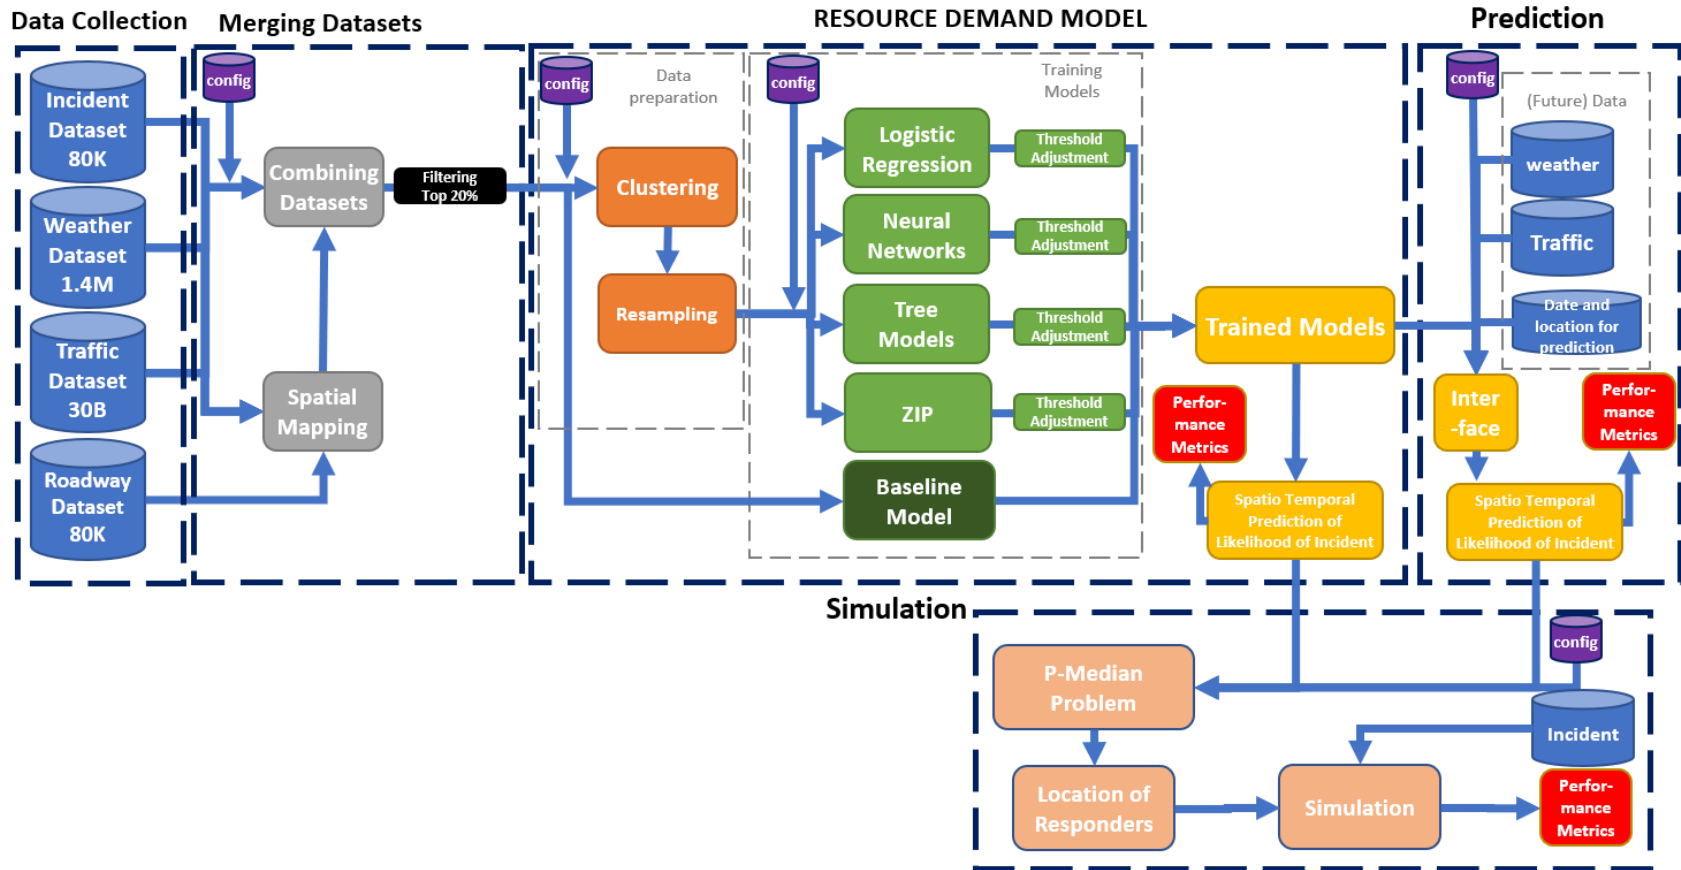 Data Collection
Incident
Dataset
80K
Weather
Dataset
1.4M
Traffic
Dataset
30B
Roadway
Dataset
80K
Merging Datasets
config
Combining
Datasets
Filtering
Top 20%
Spatial
Mapping
RESOURCE DEMAND MODEL
config
Data
preparation
Clustering
Resampling
config
Training
Models
Logistic
Regression
Threshold
Adjustment
Neural
Networks
Threshold
Adjustment
Tree
Models
Threshold
Adjustment
ZIP
Threshold
Adjustment
Baseline
Model
Trained Models
Perfor-
mance
Metrics
Spatio Temporal
Prediction of
Likelihood of Incident
Prediction
config
(Future) Data
weather
Traffic
Date and
location for
prediction
Inter
-face
Perfor-
mance
Metrics
Spatio Temporal
Prediction of
Likelihood of Incident
Simulation
config
P-Median
Problem
Incident
Location of
Responders
Simulation
Perfor-
mance
Metrics